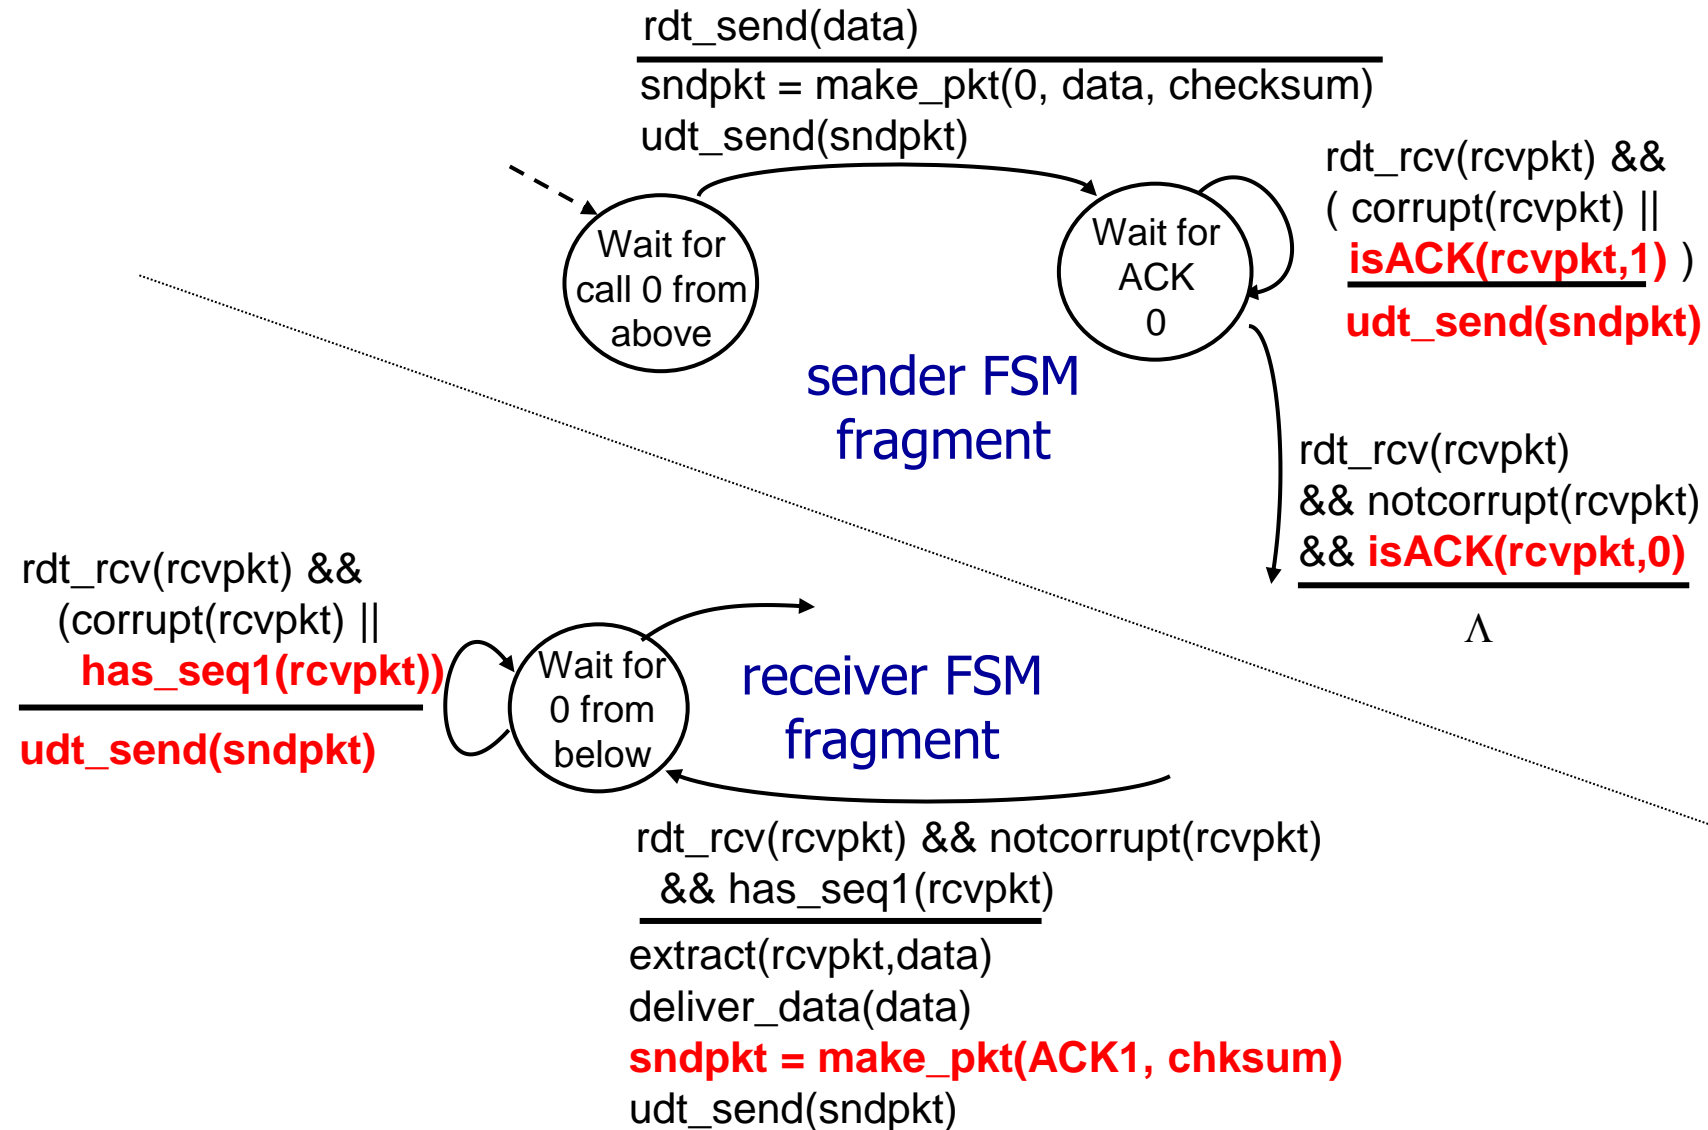 rdt_send(data)
sndpkt = make_pkt(0, data, checksum)
udt_send(sndpkt)
Wait for
call 0 from
above
Wait for
ACK
0
rdt_rcv(rcvpkt) &&
( corrupt(rcvpkt) ||
isACK(rcvpkt,1) )
udt_send(sndpkt)
sender FSM
fragment
rdt_rcv(rcvpkt)
&& notcorrupt(rcvpkt)
&& isACK(rcvpkt,0)
Λ
rdt_rcv(rcvpkt) &&
(corrupt(rcvpkt) ||
has_seq1(rcvpkt))
udt_send(sndpkt)
Wait for
0 from
below
receiver FSM
fragment
rdt_rcv(rcvpkt) && notcorrupt(rcvpkt)
&& has_seq1(rcvpkt)
extract(rcvpkt,data)
deliver_data(data)
sndpkt = make_pkt(ACK1, chksum)
udt_send(sndpkt)